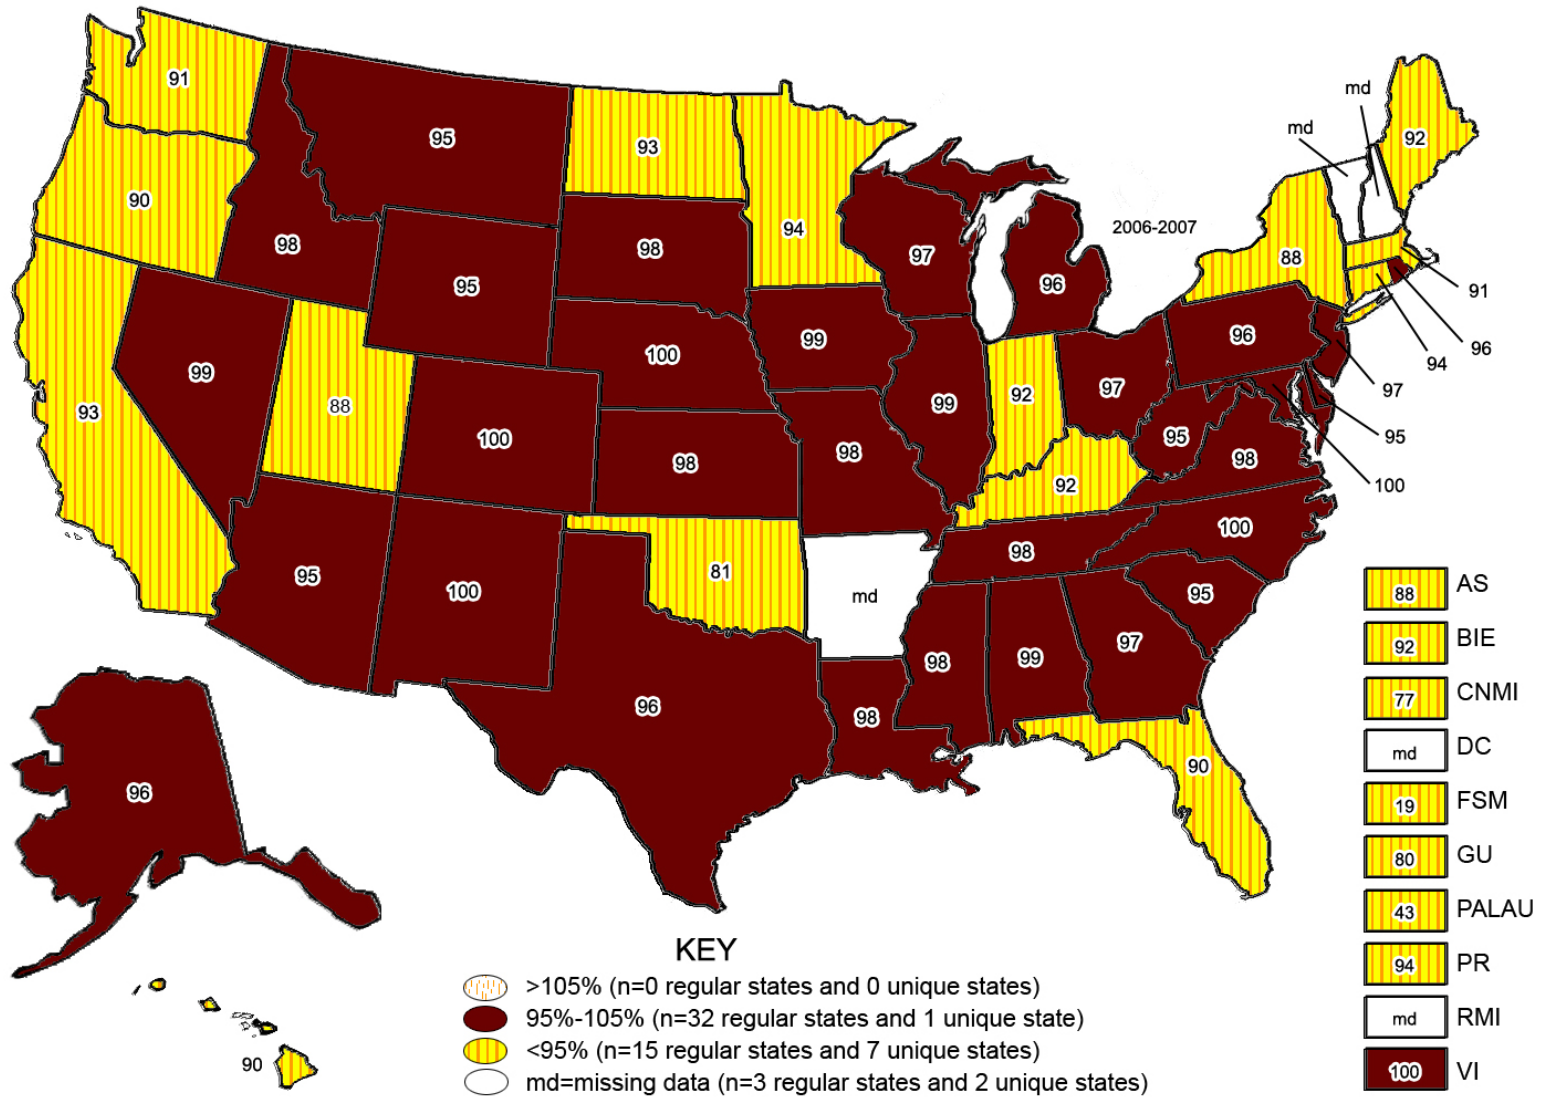 md
91
95
93
92
md
90
94
2006-2007
98
98
97
88
95
96
91
99
96
96
100
94
99
97
88
97
93
92
99
95
100
95
98
98
98
92
100
98
100
98
95
81
100
95
md
88 AS
98
99
97
92 BIE
96
98
77 CNMI
90
md DC
96
19 FSM
80 GU
43 PALAU
94 PR
KEY
>105% (n=0 regular states and 0 unique states)
95%-105% (n=32 regular states and 1 unique state)
md RMI
<95% (n=15 regular states and 7 unique states)
90
100 VI
md=missing data (n=3 regular states and 2 unique states)